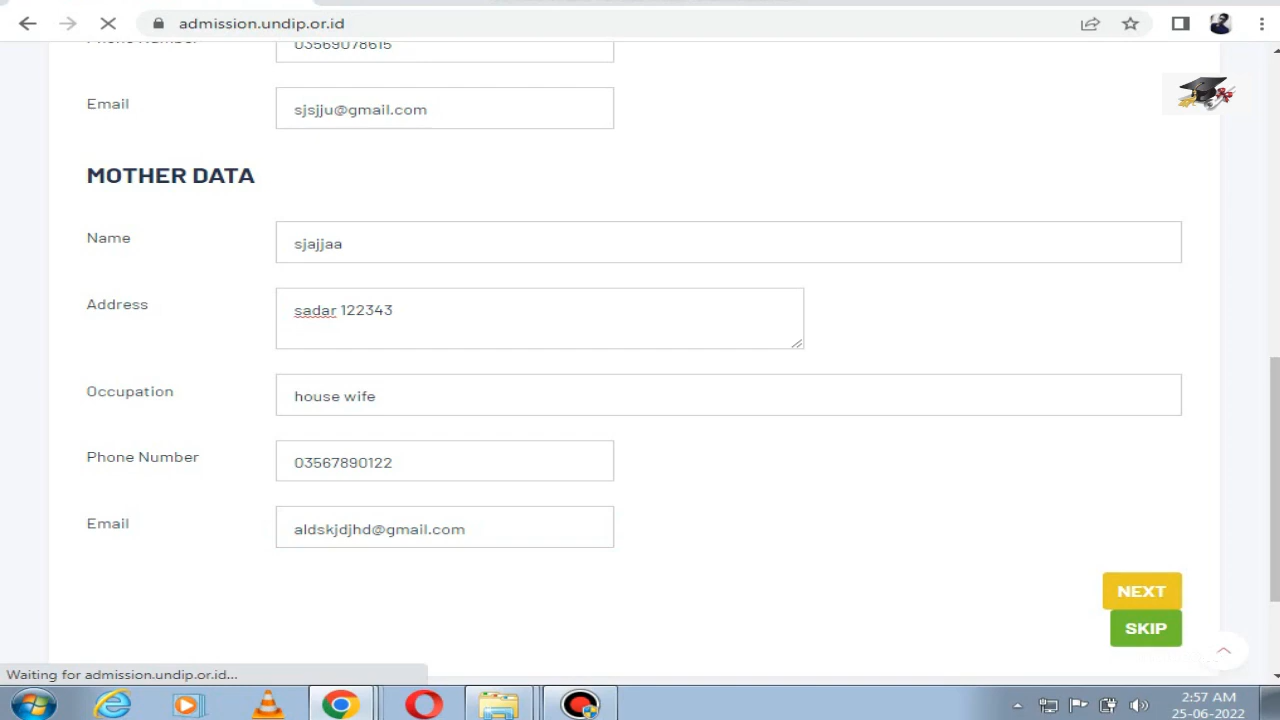 admission.undip.or.id
Phone Number 03569078615
Email sjsjju@gmail.com
MOTHER DATA
Name sjajjaa
Address sadar 122343
Occupation house wife
Phone Number 03567890122
Email aldskjdjhd@gmail.com
NEXT
SKIP
Waiting for admission.undip.or.id...
2:57 AM
25-06-2022